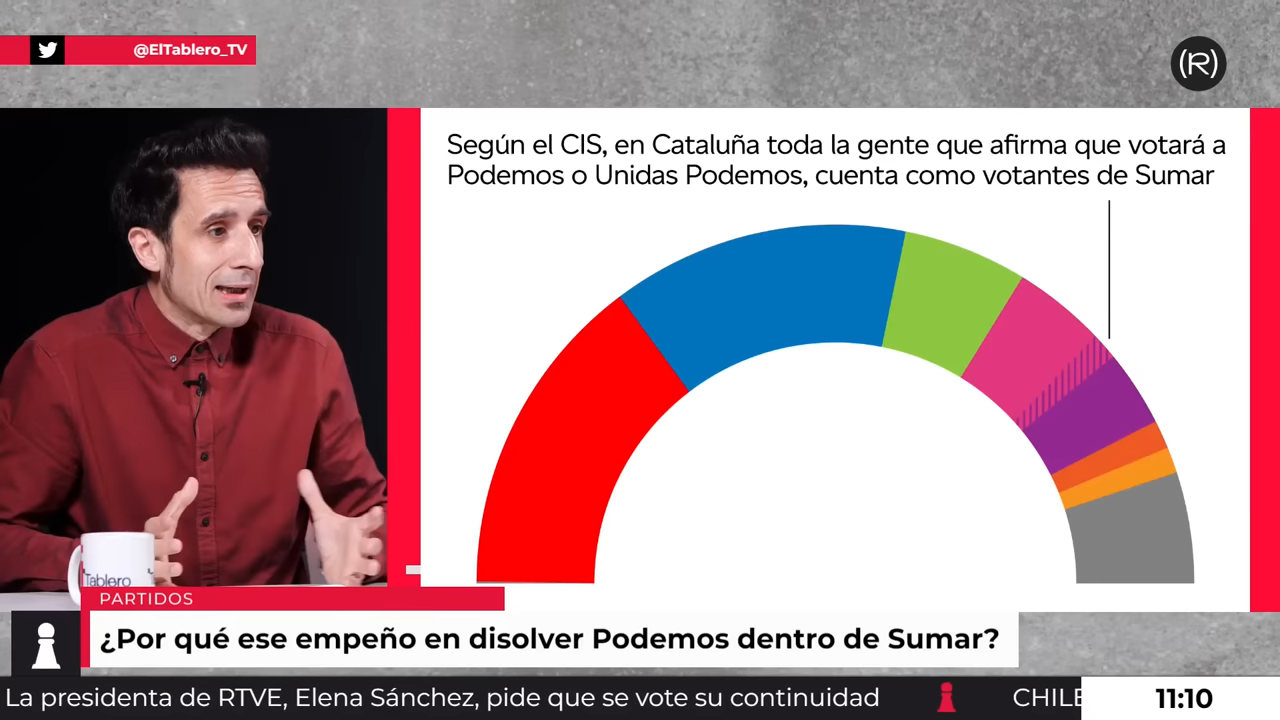 @ElTablero_TV
(R)
Según el CIS, en Cataluña toda la gente que afirma que votará a
Podemos o Unidas Podemos, cuenta como votantes de Sumar
Tablero
PARTIDOS
¿Por qué ese empeño en disolver Podemos dentro de Sumar?
La presidenta de RTVE, Elena Sánchez, pide que se vote su continuidad
CHILE
11:10